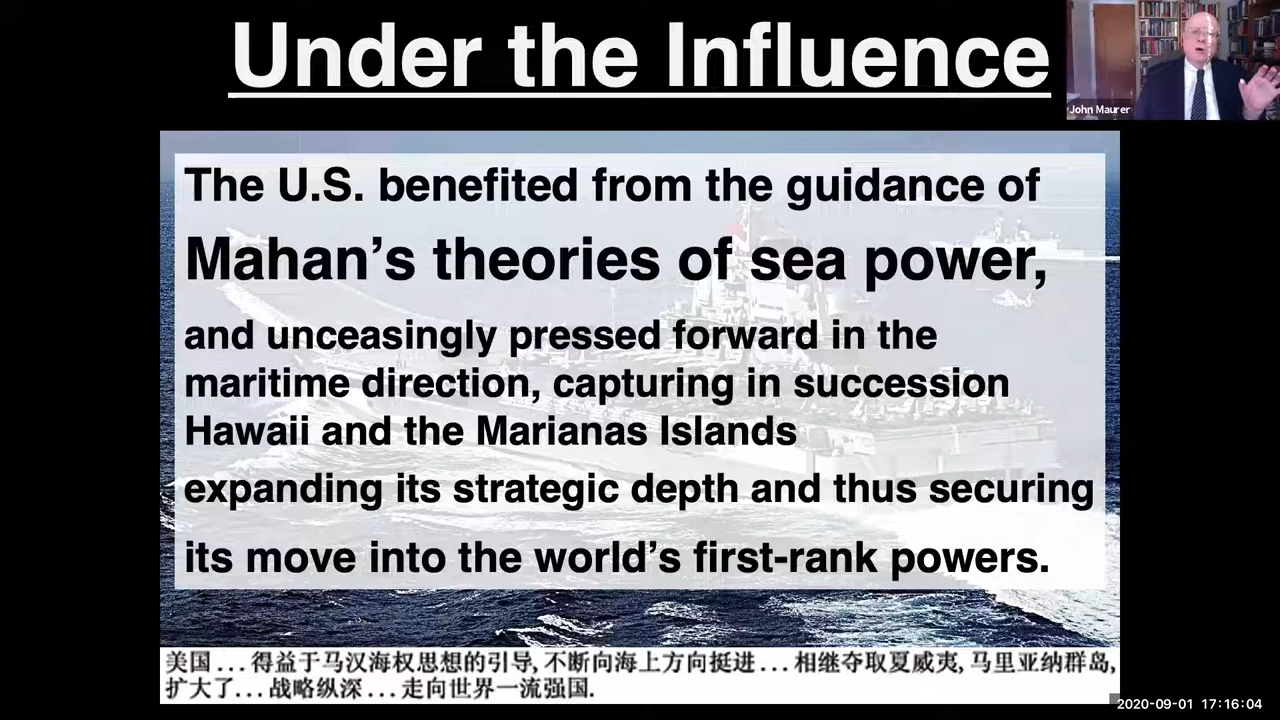 Under the Influence
John Maurer
The U.S. benefited from the guidance of
Mahan’s theories of sea power,
and unceasingly pressed forward in the
maritime direction, capturing in succession
Hawaii and the Marianas Islands
expanding its strategic depth and thus securing
its move into the world’s first-rank powers.
美国...得益于马汉海权思想的引导,不断向海上方向挺进...相继夺取夏威夷,马里亚纳群岛,
扩大了...战略纵深...走向世界一流强国.
2020-09-01 17:16:04